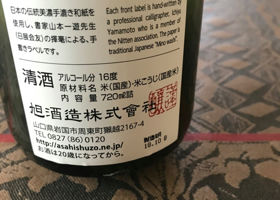 日本の伝統美濃手漉き和紙を
使用し、書家山本一遊先生
(日展会友)の揮毫による、手
書きラベルです。
Each front label is hand-written by
a professional calligrapher, Ichiyu
Yamamoto who is a member of
the Nitten association. The paper is
traditional Japanese "Mino washi".
清酒 アルコール分 16度
原材料名 米(国産)・米こうじ(国産米)
内容量 720ml詰
旭酒造株式會社
山口県岩国市周東町獺越2167-4
TEL 0827(86)0120
http://asahishuzo.ne.jp/
お酒は20歳になってから。
製造年月